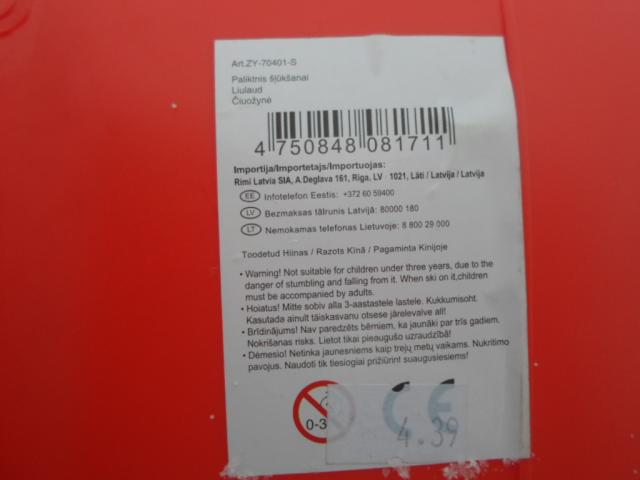 Art.ZY-70401-S
Paliktnis šļūkšanai
Liulaud
Čiuožynė
4 750848 081711
Importija/Importetajs/Importuojas:
Rimi Latvia SIA, A.Deglava 161, Riga, LV 1021, Läti / Latvija / Latvija
EE Infotelefon Eestis: +372 60 59400
LV Bezmaksas tālrunis Latvijā: 80000 180
LT Nemokamas telefonas Lietuvoje: 8 800 29 000
Toodetud Hiinas / Razots Kīnā / Pagaminta Kinijoje
• Warning! Not suitable for children under three years, due to the
danger of stumbling and falling from it. When ski on it,children
must be accompanied by adults.
• Hoiatus! Mitte sobiv alla 3-aastastele lastele. Kukkumisoht.
Kasutada ainult täiskasvanu otsese järelevalve all!
• Brīdinājums! Nav paredzēts bērniem, ka jaunāki par trīs gadiem.
Nokrišanas risks. Lietot tikai pieaugušo uzraudzībā!
• Dėmesio! Netinka jaunesniems kaip trejų metų vaikams. Nukritimo
pavojus. Naudoti tik tiesiogiai prižiūrint suaugusiesiems!
0-3 CE
4.39